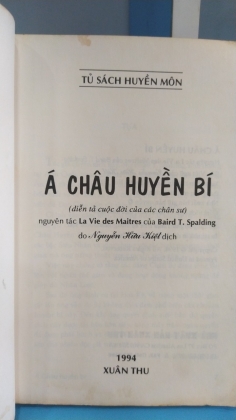 TỦ SÁCH HUYỀN MÔN
Á CHÂU HUYỀN BÍ
(diễn tả cuộc đời của các chân sư)
nguyên tác La Vie des Maitres của Baird T. Spalding
do Nguyễn Hữu Kiệt dịch
1994
XUÂN THU